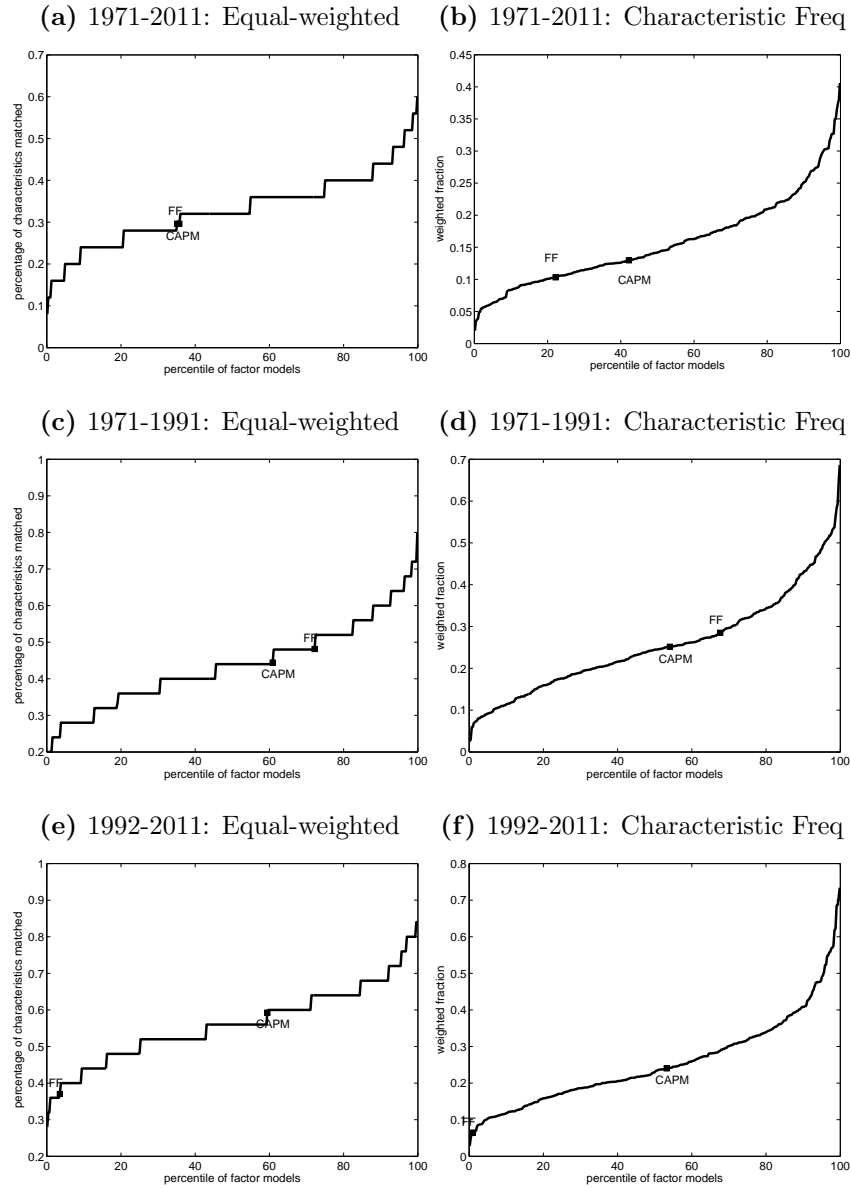 (a) 1971-2011: Equal-weighted
(b) 1971-2011: Characteristic Freq
0.7
0.6
0.5
0.4
0.3
0.2
0.1
0
percentage of characteristics matched
FF
CAPM
0 20 40 60 80 100
percentile of factor models
0.45
0.4
0.35
0.3
0.25
0.2
0.15
0.1
0.05
0
weighted fraction
FF
CAPM
0 20 40 60 80 100
percentile of factor models
(c) 1971-1991: Equal-weighted
(d) 1971-1991: Characteristic Freq
1
0.9
0.8
0.7
0.6
0.5
0.4
0.3
0.2
percentage of characteristics matched
FF
CAPM
0 20 40 60 80 100
percentile of factor models
0.7
0.6
0.5
0.4
0.3
0.2
0.1
0
weighted fraction
FF
CAPM
0 20 40 60 80 100
percentile of factor models
(e) 1992-2011: Equal-weighted
(f) 1992-2011: Characteristic Freq
1
0.9
0.8
0.7
0.6
0.5
0.4
0.3
0.2
percentage of characteristics matched
FF
CAPM
0 20 40 60 80 100
percentile of factor models
0.8
0.7
0.6
0.5
0.4
0.3
0.2
0.1
0
weighted fraction
FF
CAPM
0 20 40 60 80 100
percentile of factor models